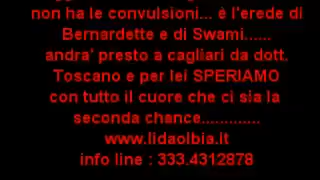 non ha le convulsioni... è l'erede di
Bernardette e di Swami......
andra' presto a cagliari da dott.
Toscano e per lei SPERIAMO
con tutto il cuore che ci sia la
seconda chance.............
www.lidaolbia.it
info line : 333.4312878